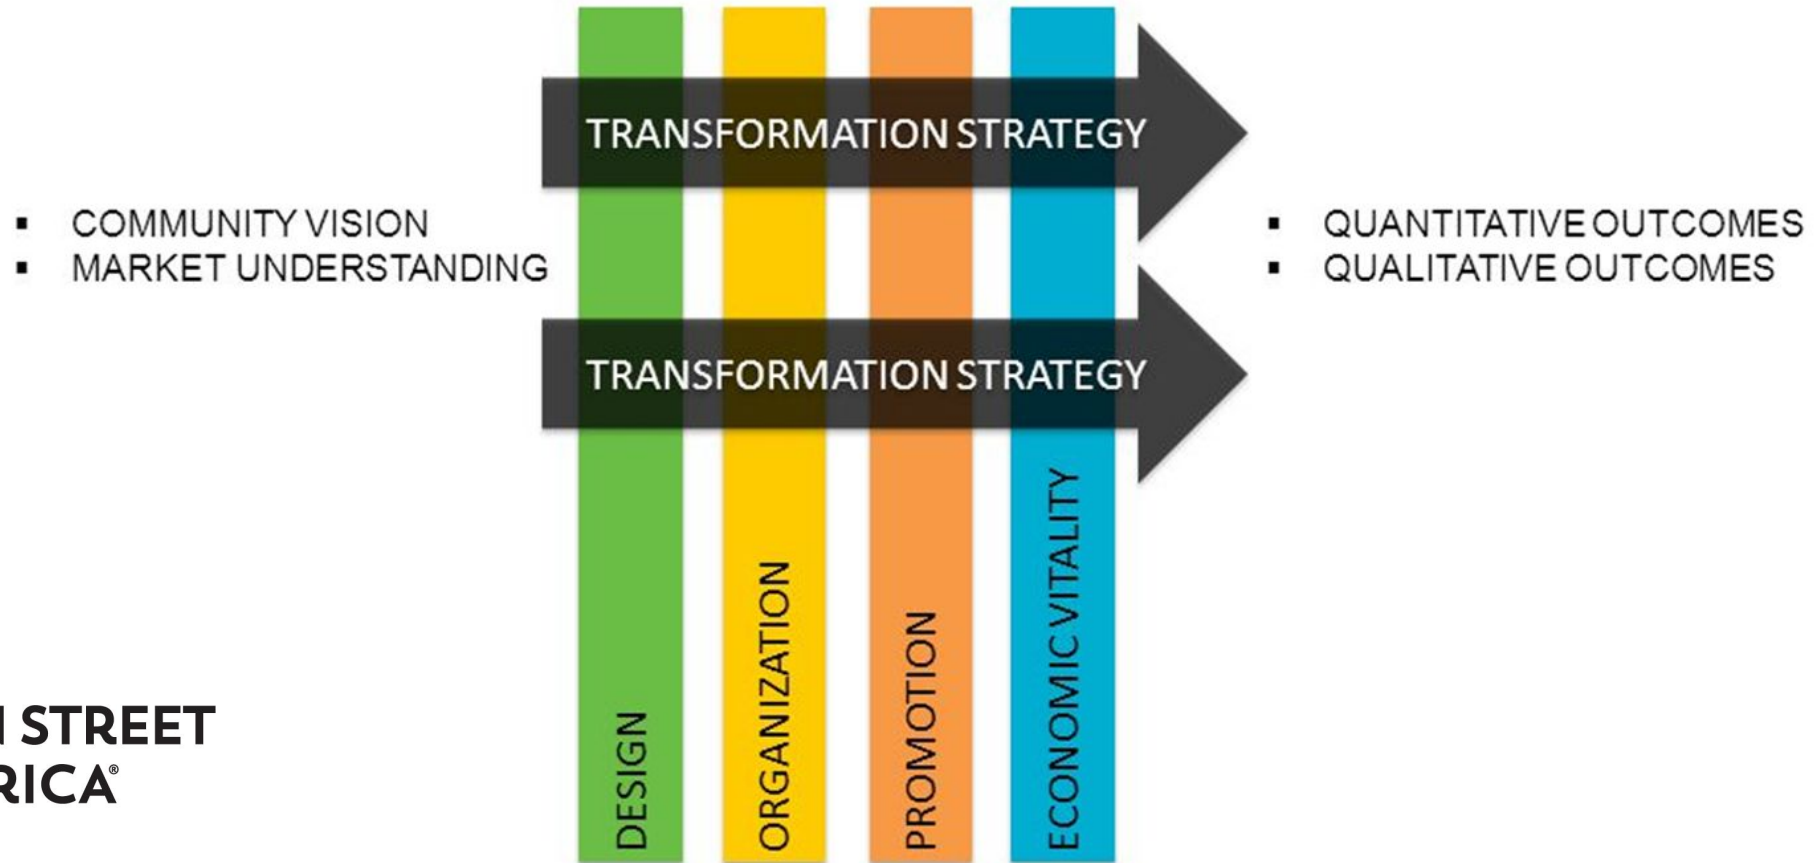 TRANSFORMATION STRATEGY
▪ COMMUNITY VISION
▪ MARKET UNDERSTANDING
▪ QUANTITATIVE OUTCOMES
▪ QUALITATIVE OUTCOMES
TRANSFORMATION STRATEGY
DESIGN
ORGANIZATION
PROMOTION
ECONOMIC VITALITY
STREET
RICA®